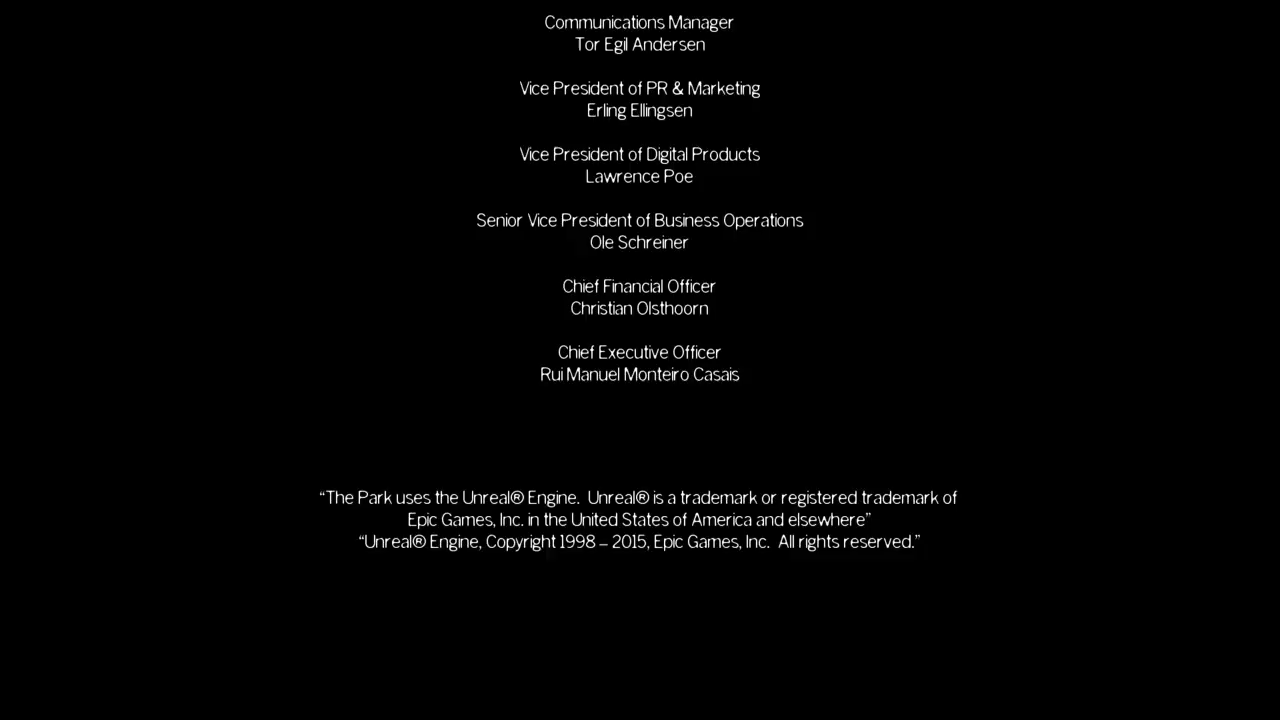 Communications Manager
Tor Egil Andersen
Vice President of PR & Marketing
Erling Ellingsen
Vice President of Digital Products
Lawrence Poe
Senior Vice President of Business Operations
Ole Schreiner
Chief Financial Officer
Christian Olsthoorn
Chief Executive Officer
Rui Manuel Monteiro Casais
“The Park uses the Unreal® Engine.  Unreal® is a trademark or registered trademark of
Epic Games, Inc. in the United States of America and elsewhere”
“Unreal® Engine, Copyright 1998 – 2015, Epic Games, Inc.  All rights reserved.”